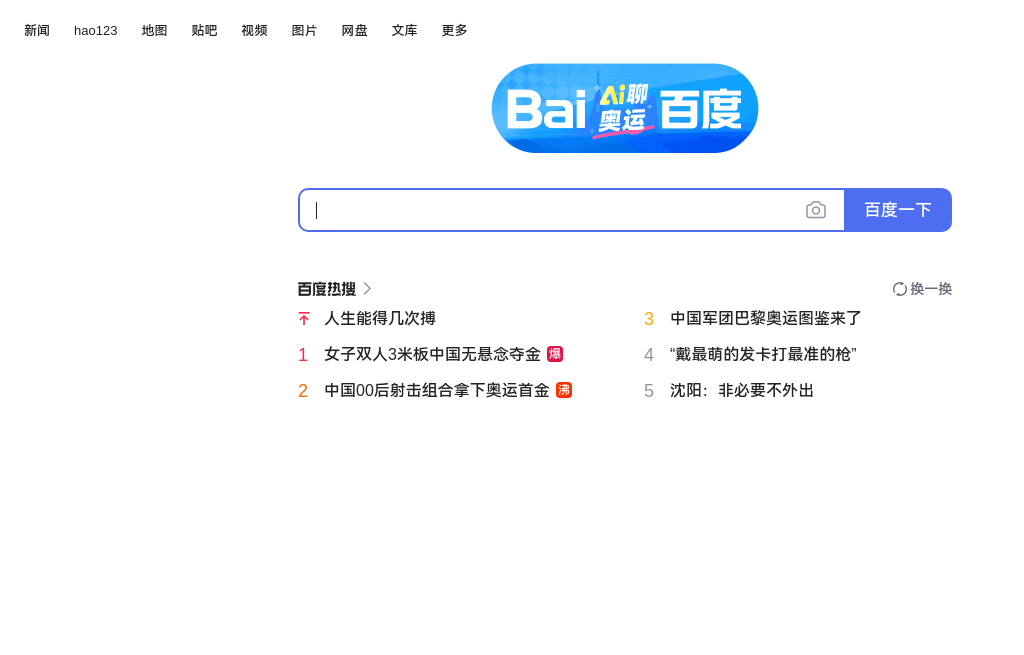 新闻 hao123 地图 贴吧 视频 图片 网盘 文库 更多
Bai Ai聊奥运 百度
百度一下
百度热搜 换一换
人生能得几次搏
1 女子双人3米板中国无悬念夺金 爆
2 中国00后射击组合拿下奥运首金 沸
3 中国军团巴黎奥运图鉴来了
4 “戴最萌的发卡打最准的枪”
5 沈阳：非必要不外出